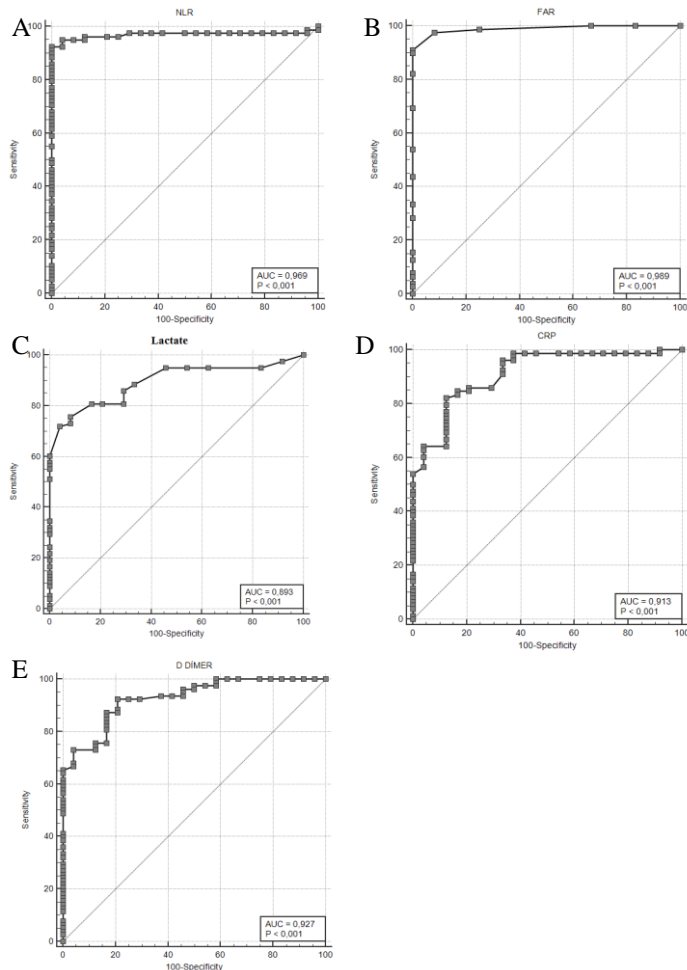 A
NLR
100
80
60
40
20
0
Sensitivity
AUC = 0,969
P < 0,001
0 20 40 60 80 100
100-Specificity
B
FAR
100
80
60
40
20
0
Sensitivity
AUC = 0,989
P < 0,001
0 20 40 60 80 100
100-Specificity
C
Lactate
100
80
60
40
20
0
Sensitivity
AUC = 0,893
P < 0,001
0 20 40 60 80 100
100-Specificity
D
CRP
100
80
60
40
20
0
Sensitivity
AUC = 0,913
P < 0,001
0 20 40 60 80 100
100-Specificity
E
D DİMER
100
80
60
40
20
0
Sensitivity
AUC = 0,927
P < 0,001
0 20 40 60 80 100
100-Specificity